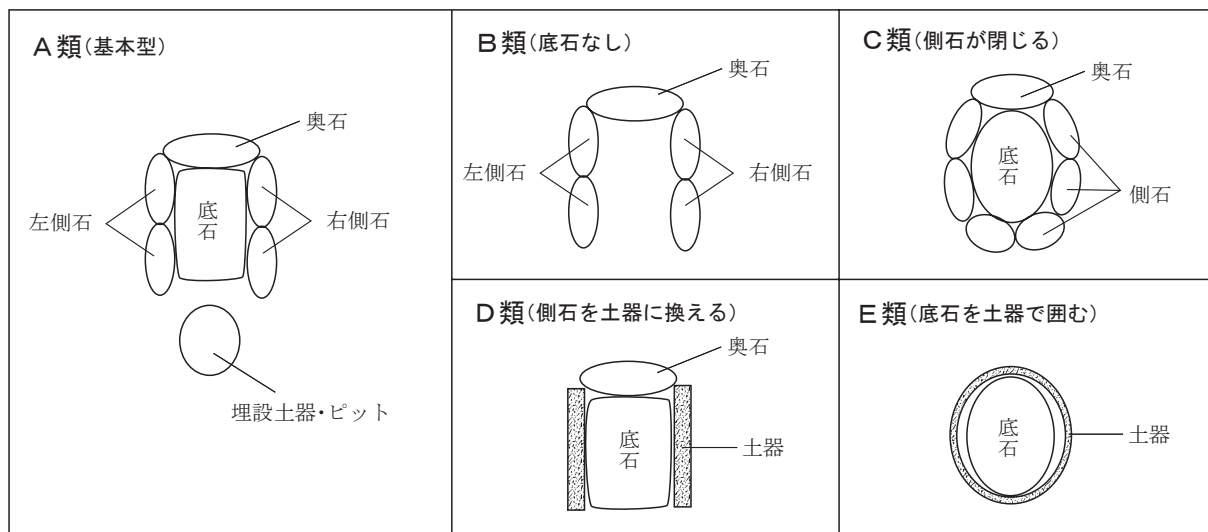 A類(基本型)
奥石
左側石
底石
右側石
埋設土器・ピット
B類(底石なし)
奥石
左側石
右側石
C類(側石が閉じる)
奥石
底石
側石
D類(側石を土器に換える)
奥石
底石
土器
E類(底石を土器で囲む)
底石
土器